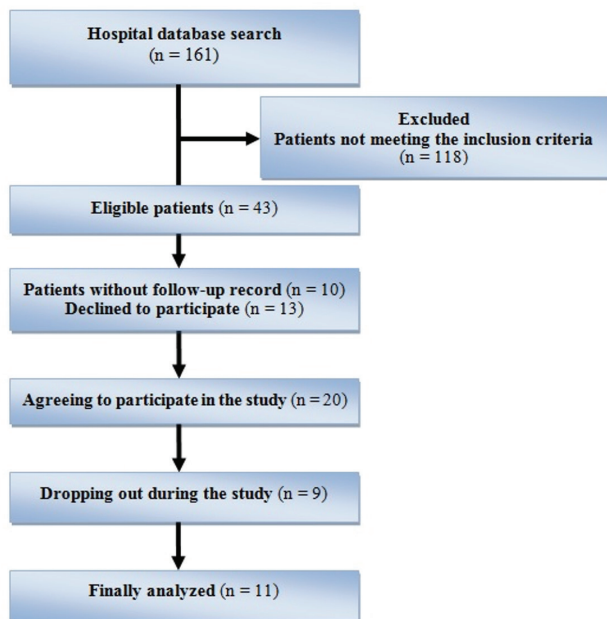 Hospital database search
(n = 161)
Excluded
Patients not meeting the inclusion criteria
(n = 118)
Eligible patients (n = 43)
Patients without follow-up record (n = 10)
Declined to participate (n = 13)
Agreeing to participate in the study (n = 20)
Dropping out during the study (n = 9)
Finally analyzed (n = 11)